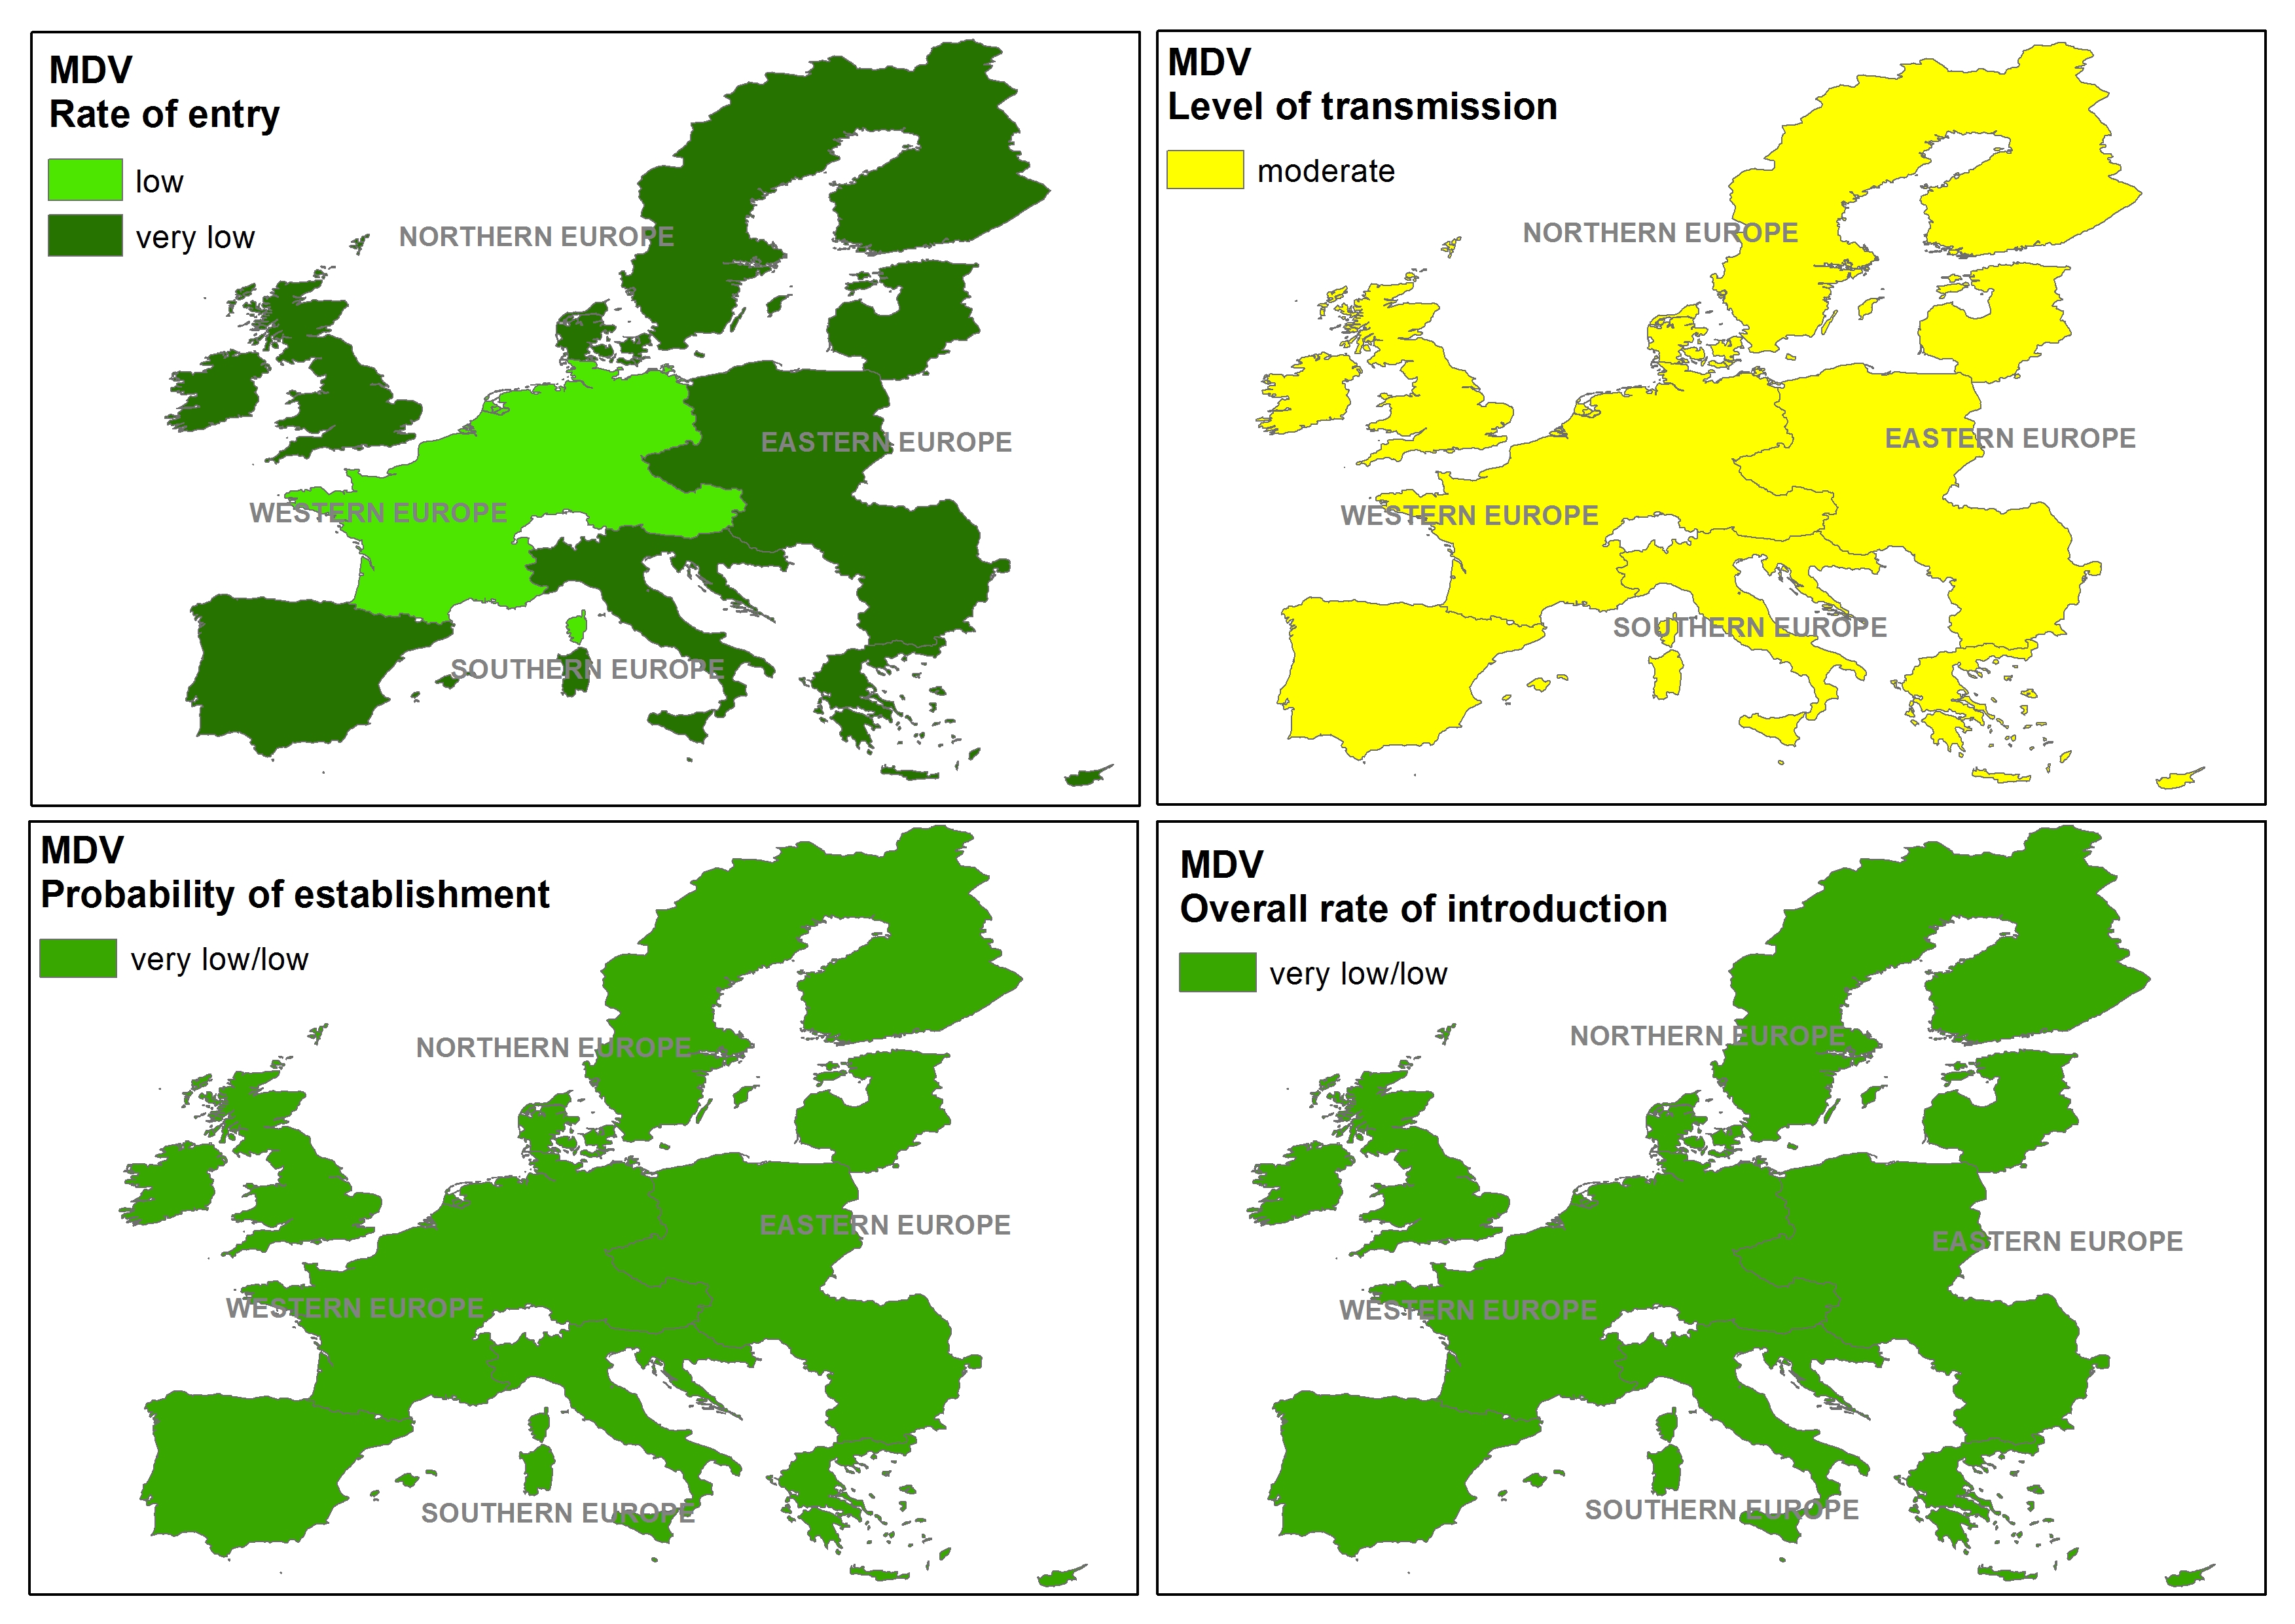 MDV
Rate of entry
low
very low
NORTHERN EUROPE
EASTERN EUROPE
WESTERN EUROPE
SOUTHERN EUROPE
MDV
Level of transmission
moderate
NORTHERN EUROPE
EASTERN EUROPE
WESTERN EUROPE
SOUTHERN EUROPE
MDV
Probability of establishment
very low/low
NORTHERN EUROPE
EASTERN EUROPE
WESTERN EUROPE
SOUTHERN EUROPE
MDV
Overall rate of introduction
very low/low
NORTHERN EUROPE
EASTERN EUROPE
WESTERN EUROPE
SOUTHERN EUROPE